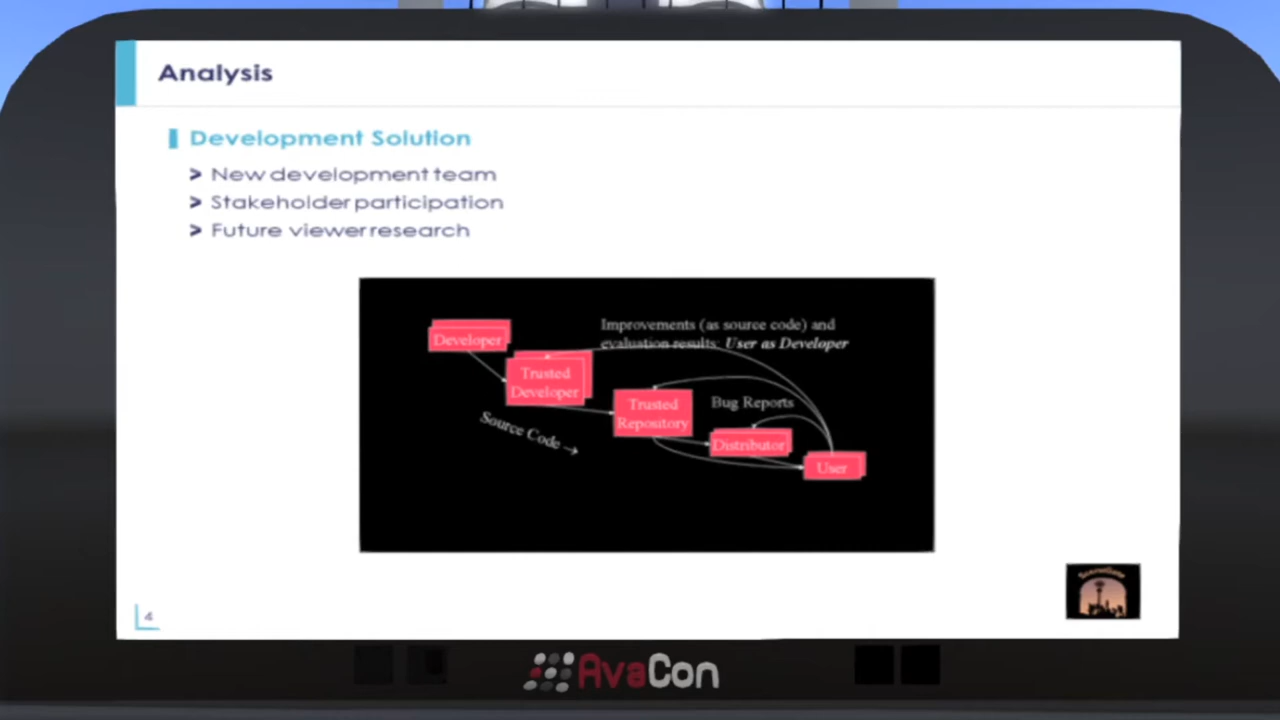 Analysis
Development Solution
> New development team
> Stakeholder participation
> Future viewer research
Improvements (as source code) and
evaluation results: User as Developer
Developer
Trusted
Developer
Trusted
Repository
Bug Reports
Source Code →
Distributor
User
4
AvaCon